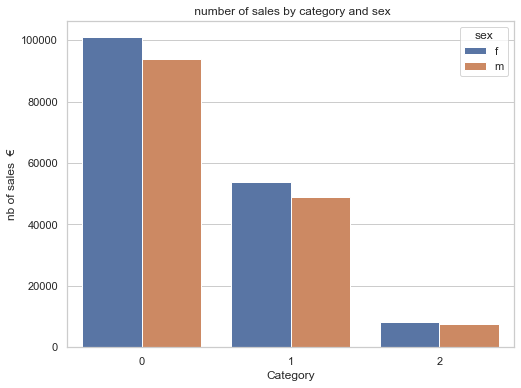 number of sales by category and sex
sex
f
m
100000
80000
60000
40000
20000
0
nb of sales €
0 1 2
Category